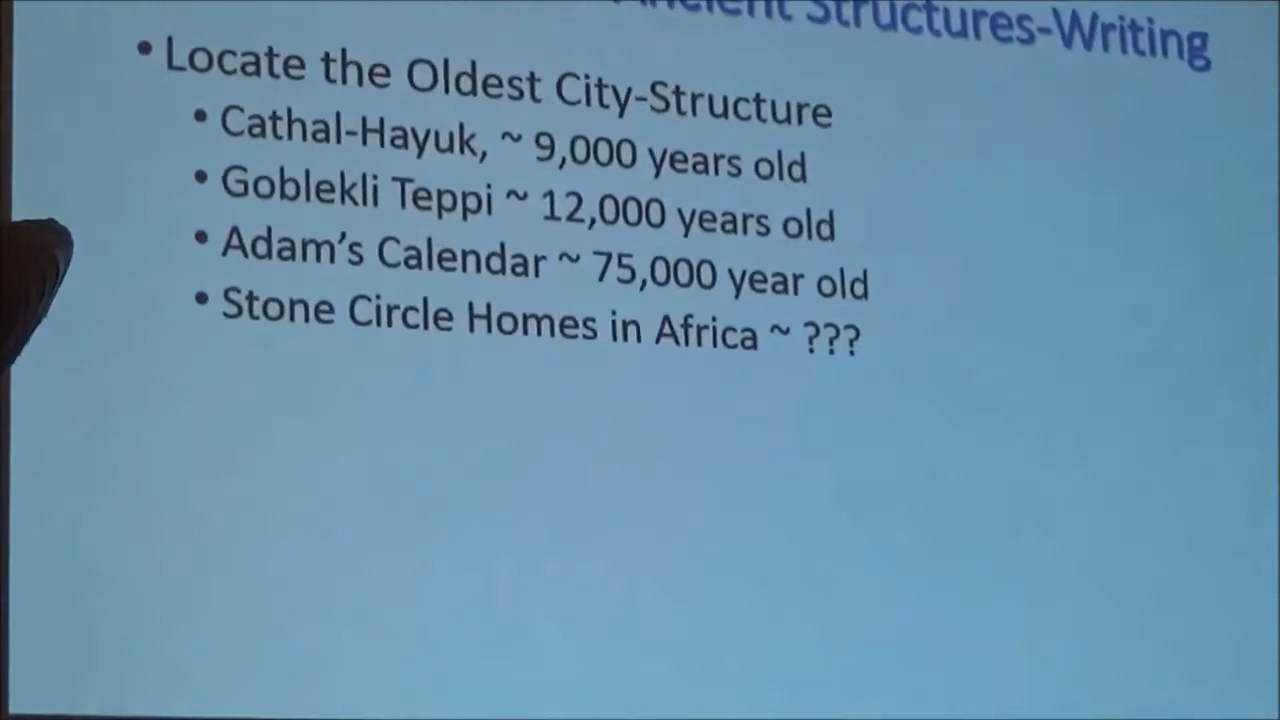 Ancient Structures-Writing
• Locate the Oldest City-Structure
• Cathal-Hayuk, ~ 9,000 years old
• Goblekli Teppi ~ 12,000 years old
• Adam's Calendar ~ 75,000 year old
• Stone Circle Homes in Africa ~ ???